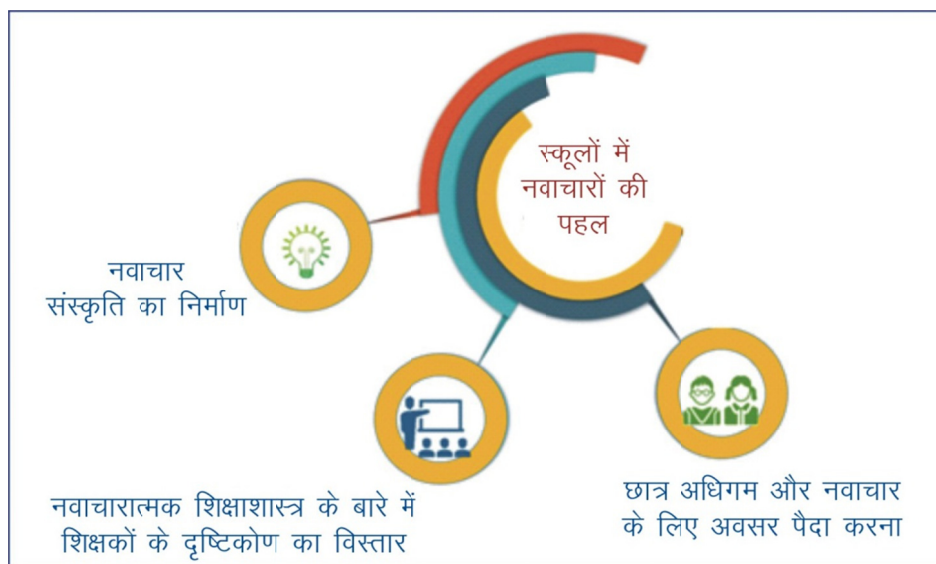 स्कूलों में
नवाचारों की
पहल
नवाचार
संस्कृति का निर्माण
नवाचारात्मक शिक्षाशास्त्र के बारे में
शिक्षकों के दृष्टिकोण का विस्तार
छात्र अधिगम और नवाचार
के लिए अवसर पैदा करना